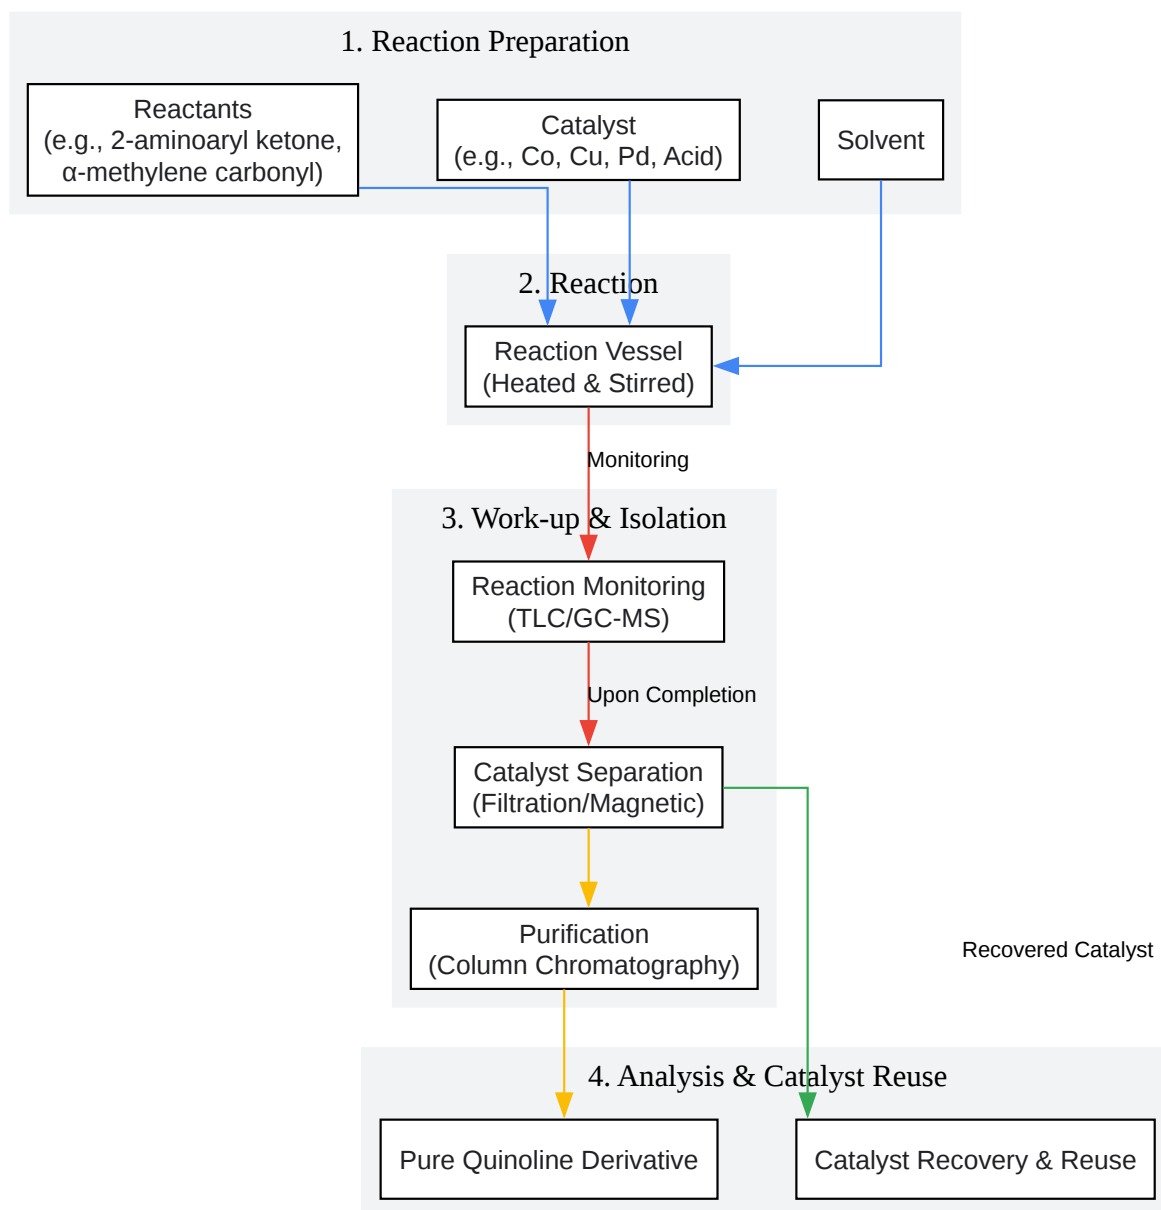 1. Reaction Preparation
Reactants
(e.g., 2-aminoaryl ketone,
α-methylene carbonyl)
Catalyst
(e.g., Co, Cu, Pd, Acid)
Solvent
2. Reaction
Reaction Vessel
(Heated & Stirred)
Monitoring
3. Work-up & Isolation
Reaction Monitoring
(TLC/GC-MS)
Upon Completion
Catalyst Separation
(Filtration/Magnetic)
Purification
(Column Chromatography)
Recovered Catalyst
4. Analysis & Catalyst Reuse
Pure Quinoline Derivative
Catalyst Recovery & Reuse